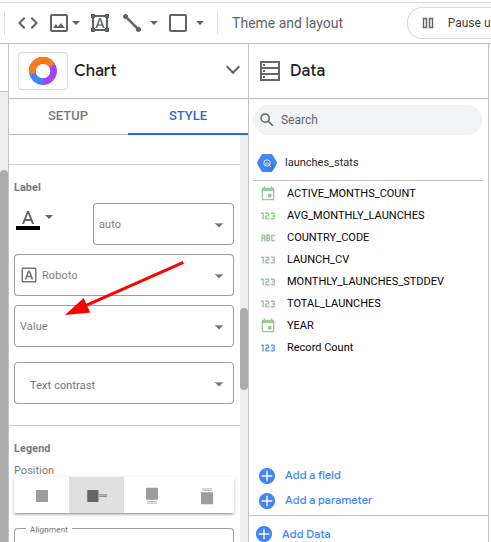 Theme and layout
Pause u
Chart
Data
SETUP
STYLE
Search
launches_stats
Label
A
auto
A Roboto
Value
Text contrast
Legend
Position
Alignment
ACTIVE_MONTHS_COUNT
123 AVG_MONTHLY_LAUNCHES
ABC COUNTRY_CODE
123 LAUNCH_CV
123 MONTHLY_LAUNCHES_STDDEV
123 TOTAL_LAUNCHES
YEAR
123 Record Count
Add a field
Add a parameter
Add Data